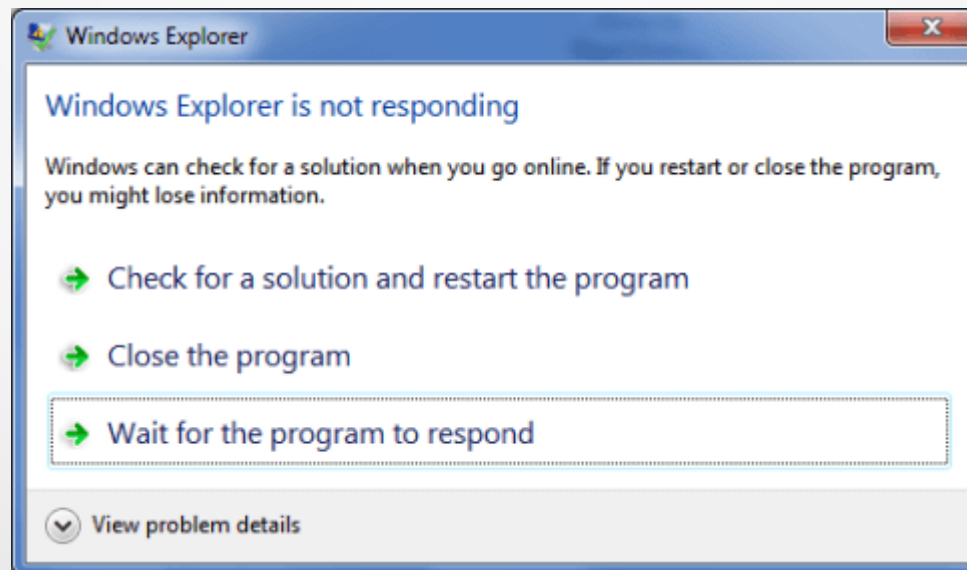 Windows Explorer
Windows Explorer is not responding
Windows can check for a solution when you go online. If you restart or close the program,
you might lose information.
Check for a solution and restart the program
Close the program
Wait for the program to respond
View problem details